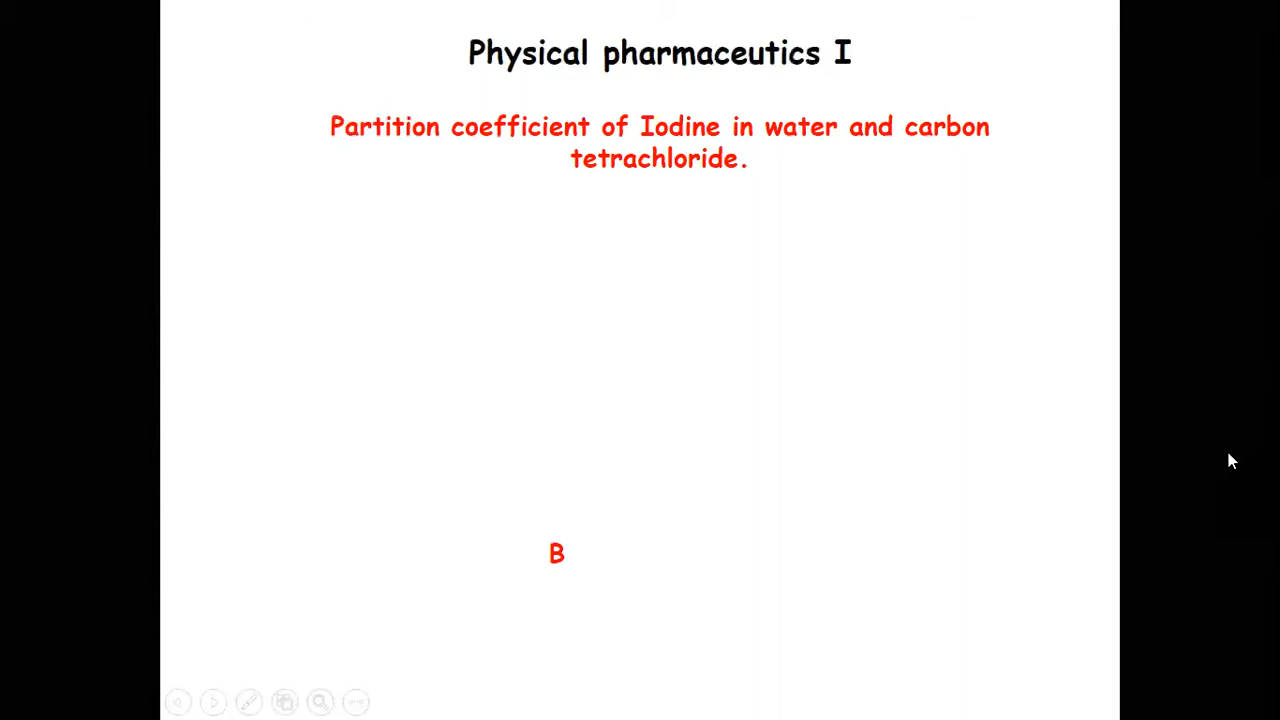 Physical pharmaceutics I
Partition coefficient of Iodine in water and carbon
tetrachloride.
B